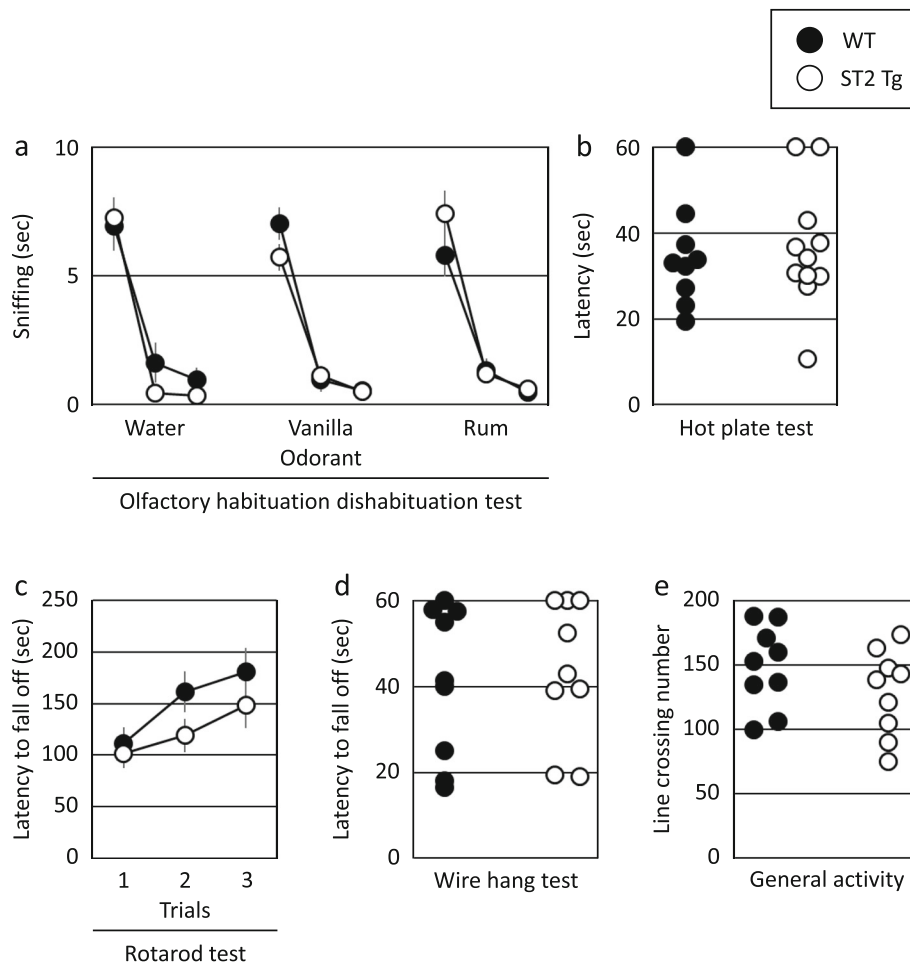 WT
ST2 Tg
a
10
5
0
Sniffing (sec)
Water
Vanilla
Rum
Odorant
Olfactory habituation dishabituation test
b
60
40
20
0
Latency (sec)
Hot plate test
c
250
200
150
100
50
0
Latency to fall off (sec)
1 2 3
Trials
Rotarod test
d
60
40
20
0
Latency to fall off (sec)
Wire hang test
e
200
150
100
50
0
Line crossing number
General activity